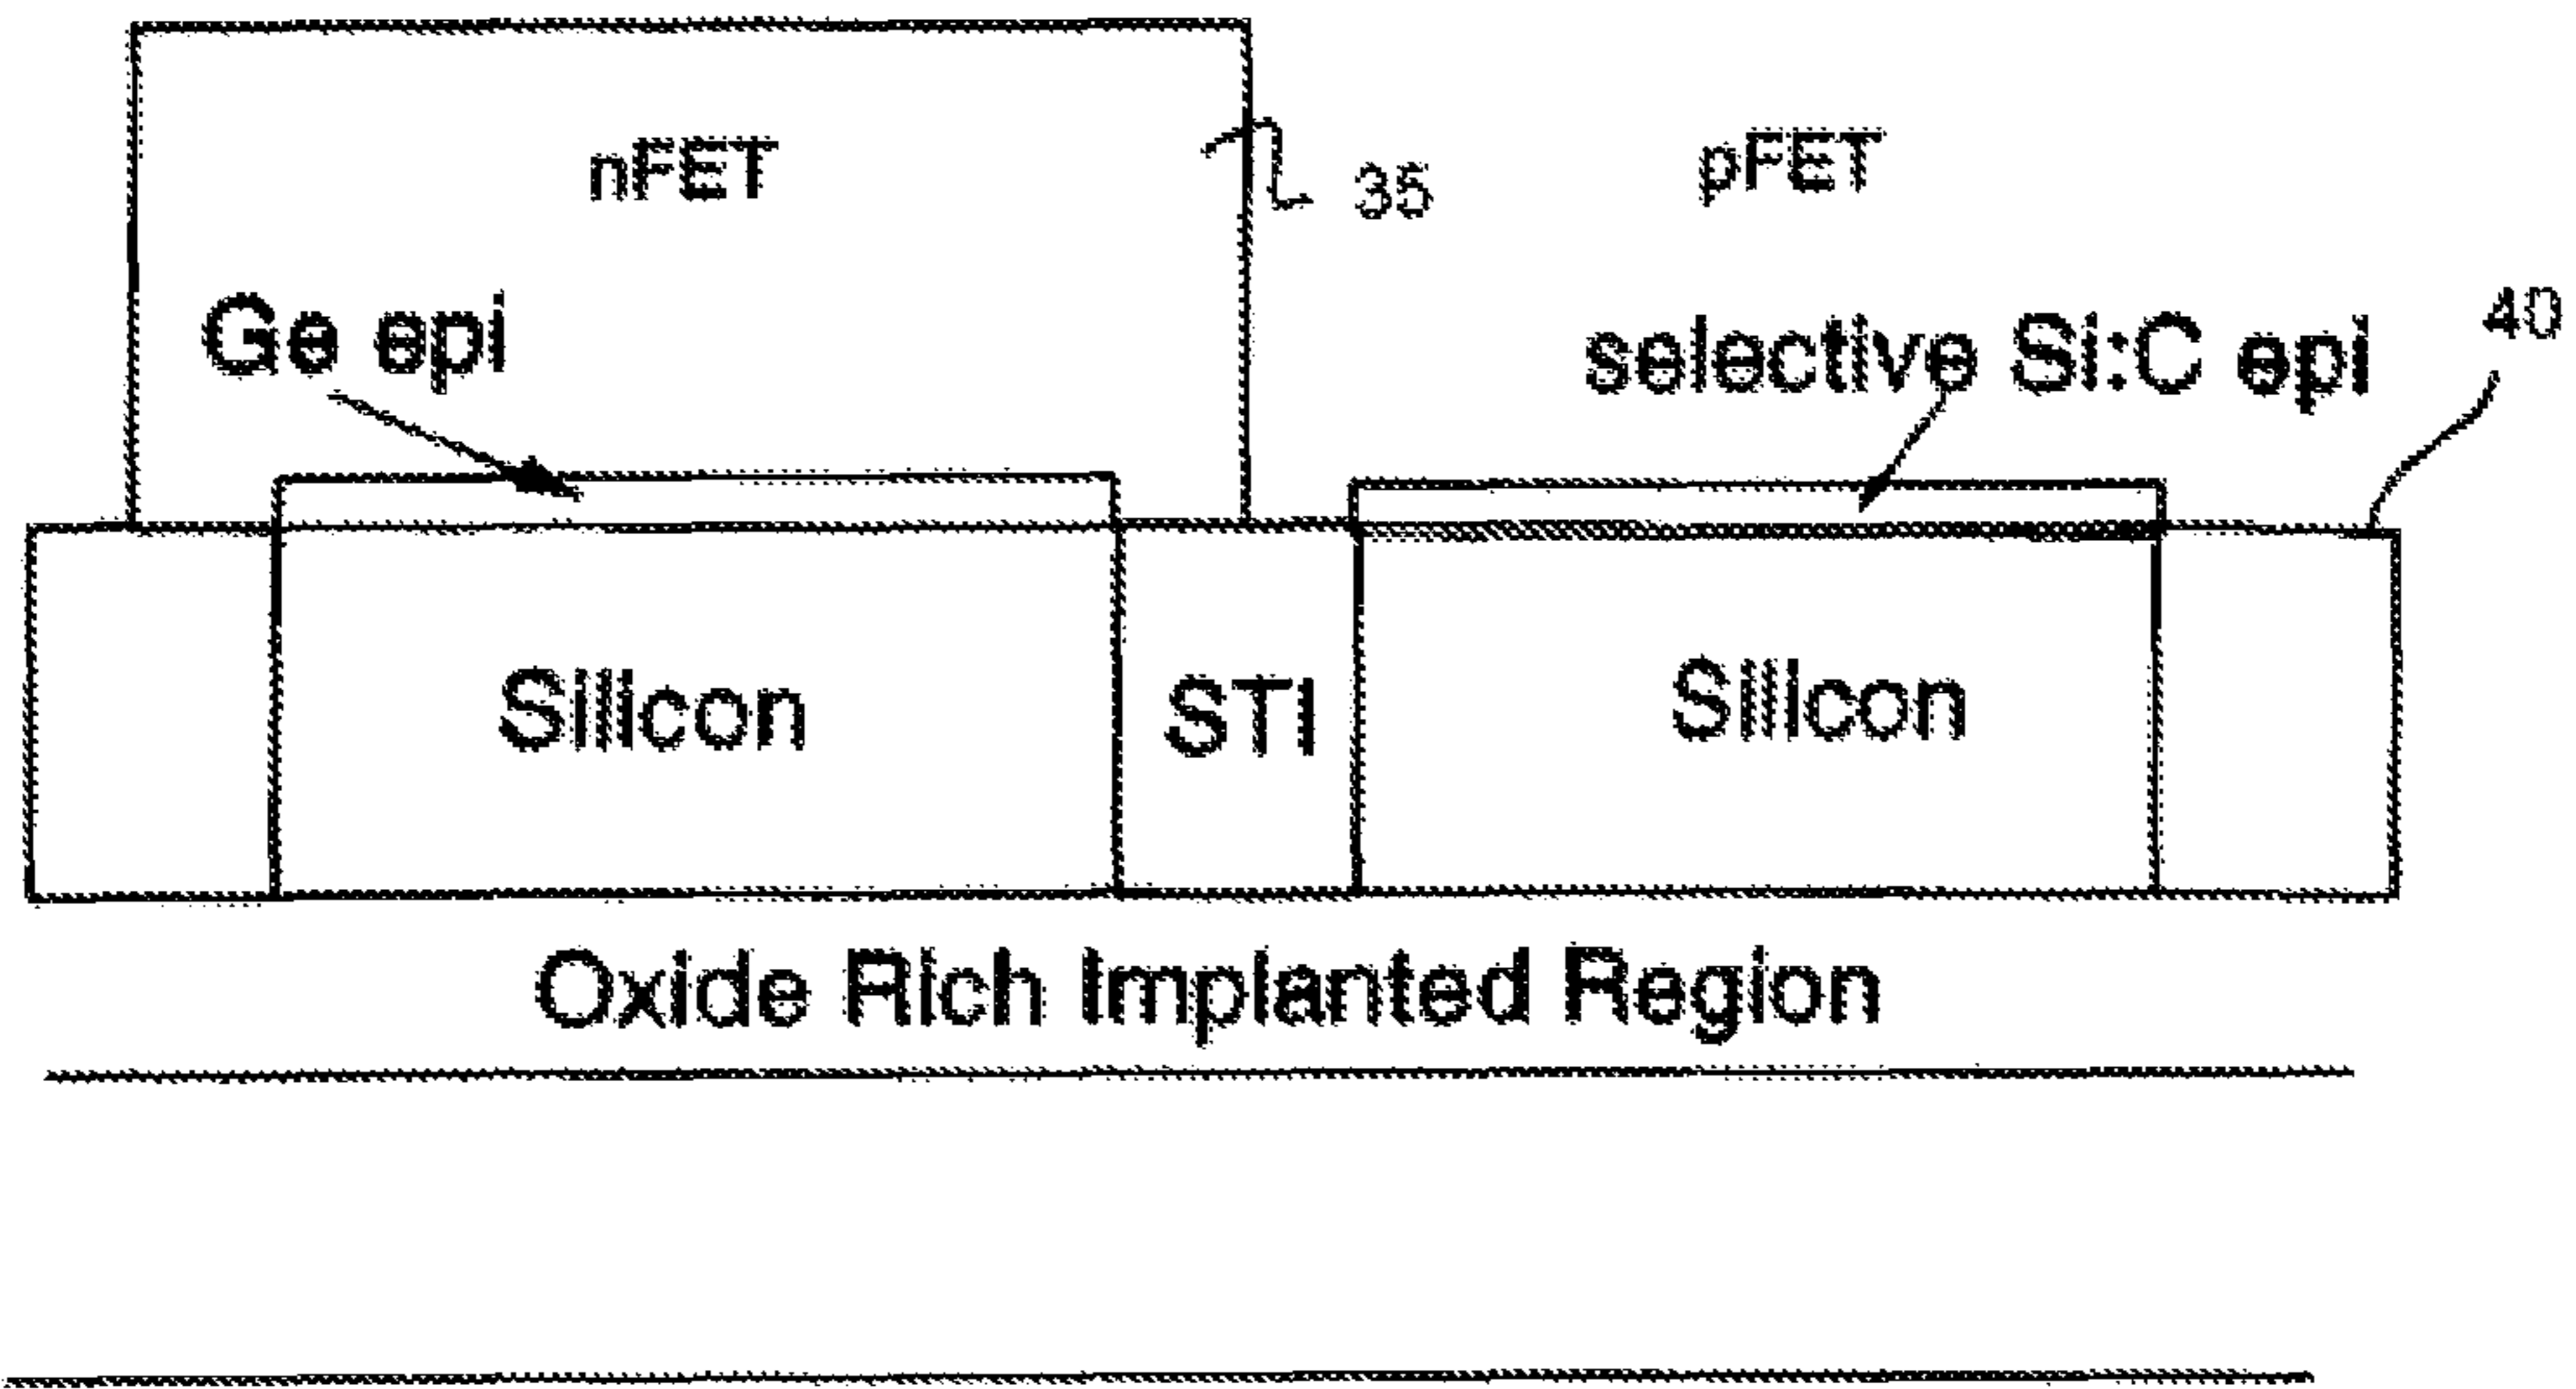 nFET
35
pFET
Ge epi
selective Si:C epi
40
Silicon
STI
Silicon
Oxide Rich Implanted Region